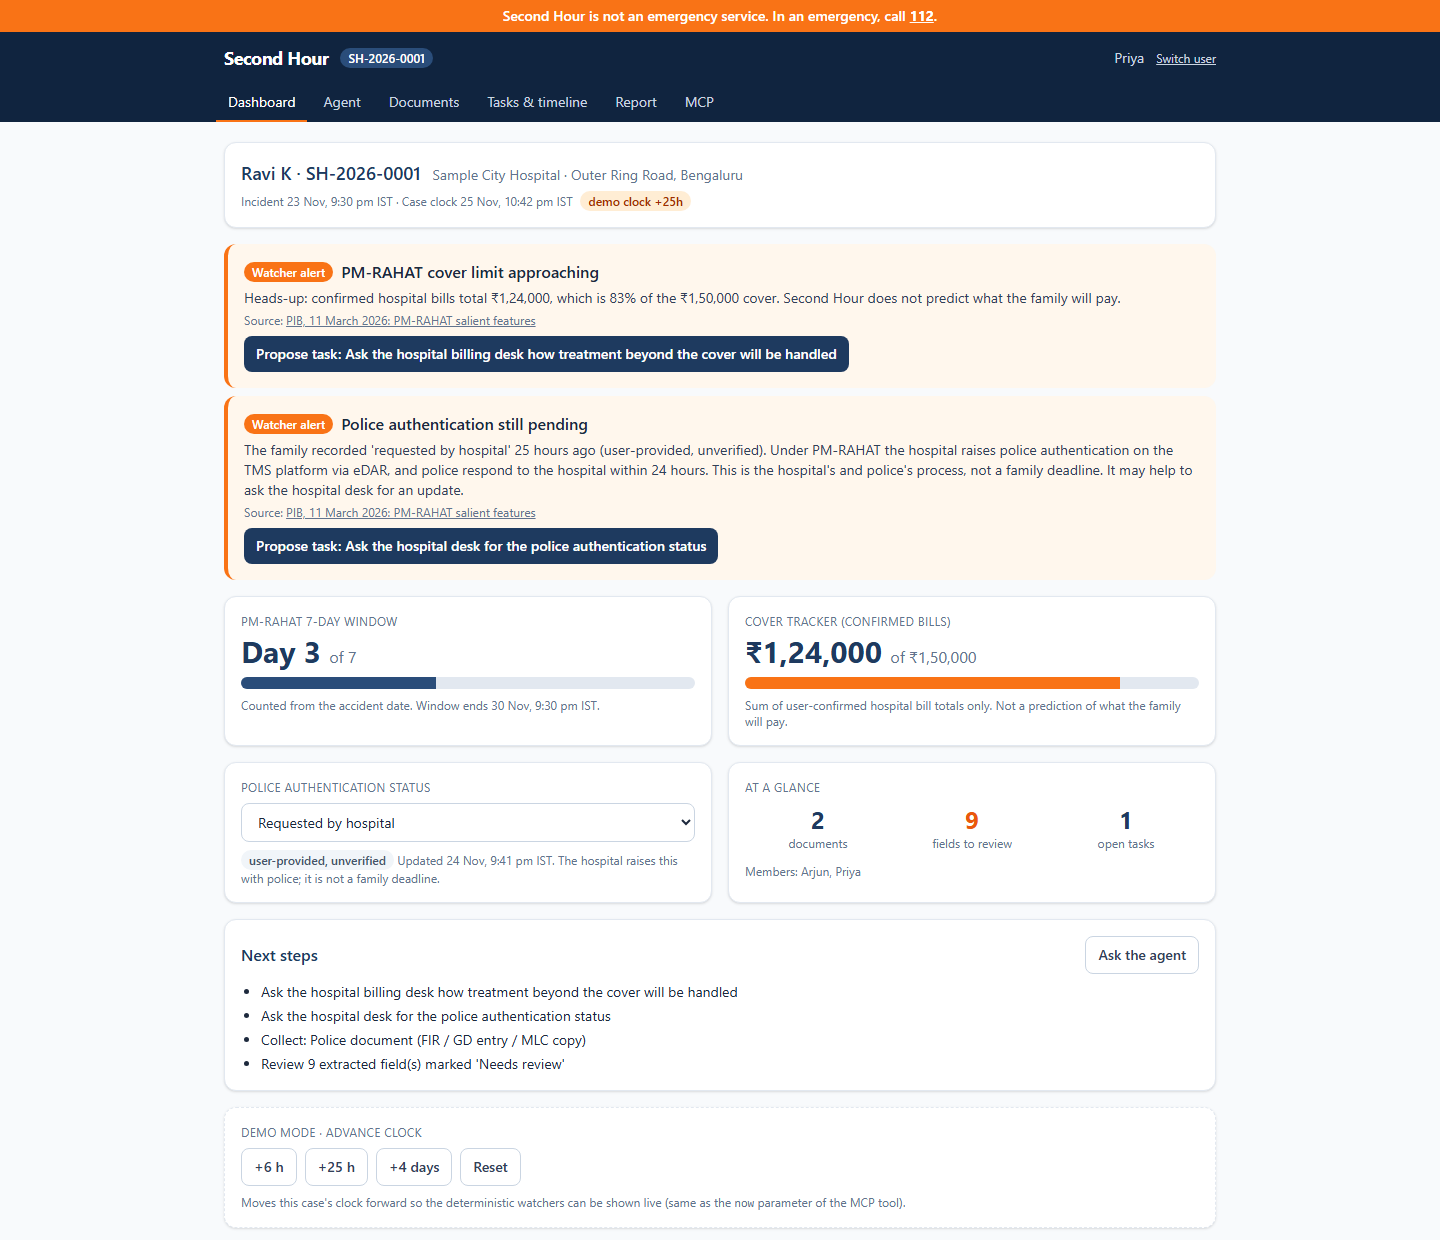 Second Hour is not an emergency service. In an emergency, call 112.
Second Hour SH-2026-0001 Priya Switch user
Dashboard Agent Documents Tasks & timeline Report MCP
Ravi K · SH-2026-0001 Sample City Hospital · Outer Ring Road, Bengaluru
Incident 23 Nov, 9:30 pm IST · Case clock 25 Nov, 10:42 pm IST demo clock +25h
Watcher alert PM-RAHAT cover limit approaching
Heads-up: confirmed hospital bills total ₹1,24,000, which is 83% of the ₹1,50,000 cover. Second Hour does not predict what the family will pay.
Source: PIB, 11 March 2026: PM-RAHAT salient features
Propose task: Ask the hospital billing desk how treatment beyond the cover will be handled
Watcher alert Police authentication still pending
The family recorded 'requested by hospital' 25 hours ago (user-provided, unverified). Under PM-RAHAT the hospital raises police authentication on the
TMS platform via eDAR, and police respond to the hospital within 24 hours. This is the hospital's and police's process, not a family deadline. It may help to
ask the hospital desk for an update.
Source: PIB, 11 March 2026: PM-RAHAT salient features
Propose task: Ask the hospital desk for the police authentication status
PM-RAHAT 7-DAY WINDOW
Day 3 of 7
Counted from the accident date. Window ends 30 Nov, 9:30 pm IST.
COVER TRACKER (CONFIRMED BILLS)
₹1,24,000 of ₹1,50,000
Sum of user-confirmed hospital bill totals only. Not a prediction of what the family
will pay.
POLICE AUTHENTICATION STATUS
Requested by hospital
user-provided, unverified Updated 24 Nov, 9:41 pm IST. The hospital raises this
with police; it is not a family deadline.
AT A GLANCE
2 9 1
documents fields to review open tasks
Members: Arjun, Priya
Next steps Ask the agent
• Ask the hospital billing desk how treatment beyond the cover will be handled
• Ask the hospital desk for the police authentication status
• Collect: Police document (FIR / GD entry / MLC copy)
• Review 9 extracted field(s) marked 'Needs review'
DEMO MODE · ADVANCE CLOCK
+6 h +25 h +4 days Reset
Moves this case's clock forward so the deterministic watchers can be shown live (same as the now parameter of the MCP tool).